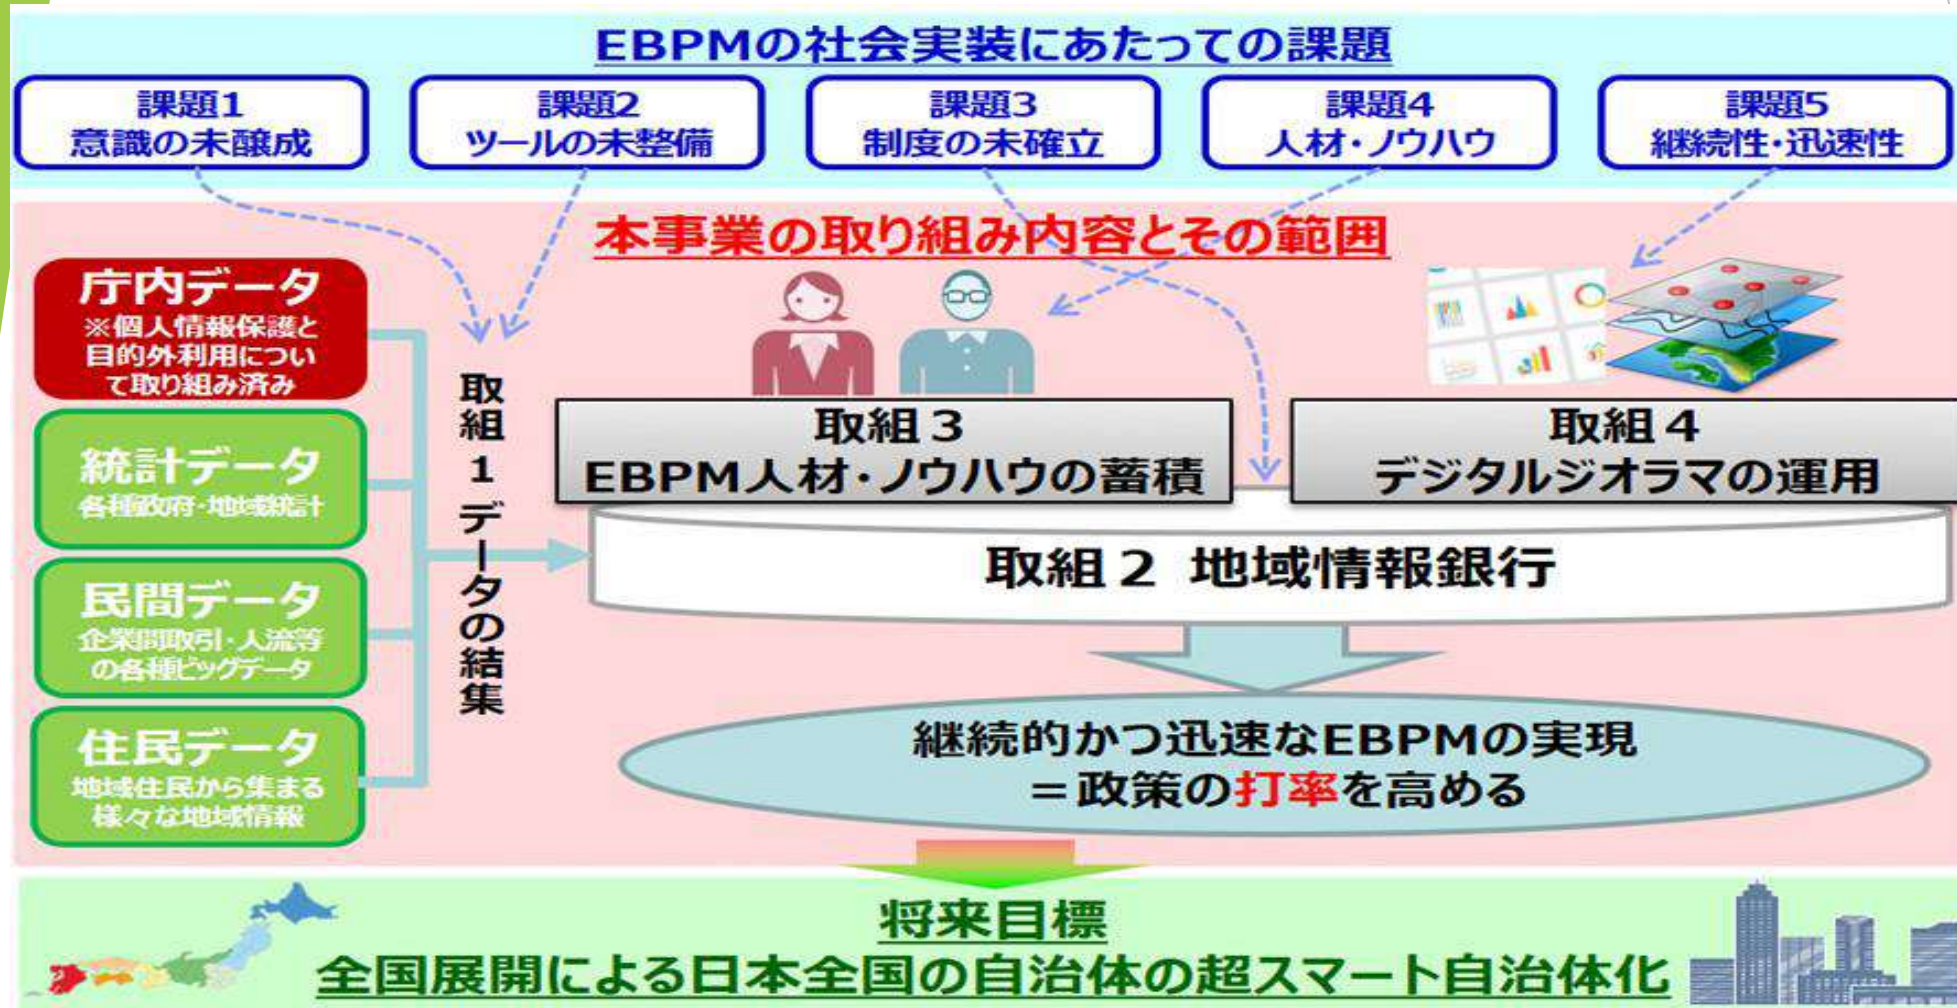 EBPMの社会実装にあたっての課題
課題1
意識の未醸成
課題2
ツールの未整備
課題3
制度の未確立
課題4
人材・ノウハウ
課題5
継続性・迅速性
本事業の取り組み内容とその範囲
庁内データ
※個人情報保護と
目的外利用につい
て取り組み済み
統計データ
各種政府・地域統計
民間データ
企業間取引・人流等
の各種ビッグデータ
住民データ
地域住民から集まる
様々な地域情報
取組1データの結集
取組3
EBPM人材・ノウハウの蓄積
取組4
デジタルジオラマの運用
取組2 地域情報銀行
継続的かつ迅速なEBPMの実現
=政策の打率を高める
将来目標
全国展開による日本全国の自治体の超スマート自治体化